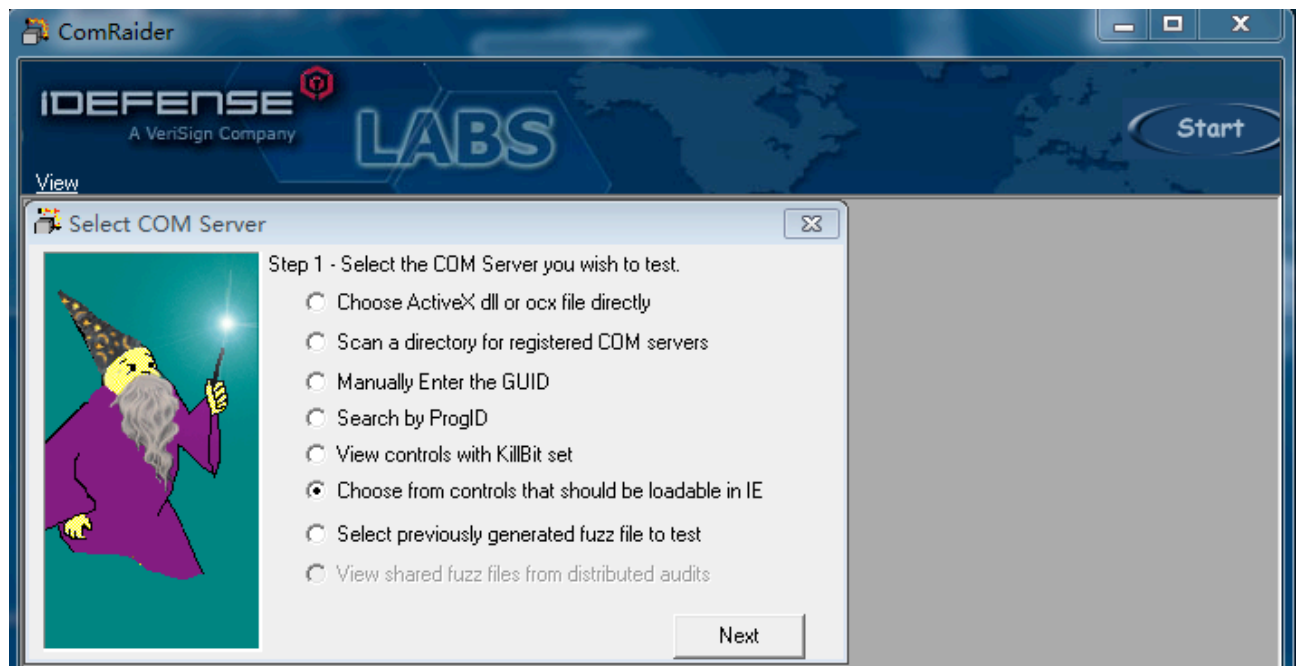 ComRaider
IDEFENSE
A VeriSign Company
LABS
Start
View
Select COM Server
Step 1 - Select the COM Server you wish to test.
Choose ActiveX dll or ocx file directly
Scan a directory for registered COM servers
Manually Enter the GUID
Search by ProgID
View controls with KillBit set
Choose from controls that should be loadable in IE
Select previously generated fuzz file to test
View shared fuzz files from distributed audits
Next